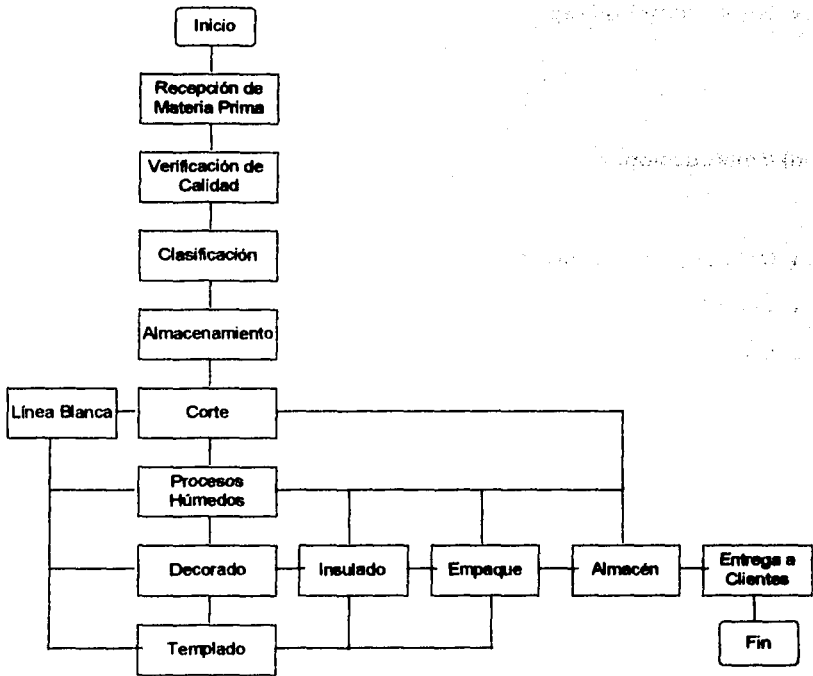 Inicio
Recepción de
Materia Prima
Verificación de
Calidad
Clasificación
Almacenamiento
Línea Blanca
Corte
Procesos
Húmedos
Decorado
Insulado
Empaque
Almacén
Entrega a
Clientes
Templado
Fin